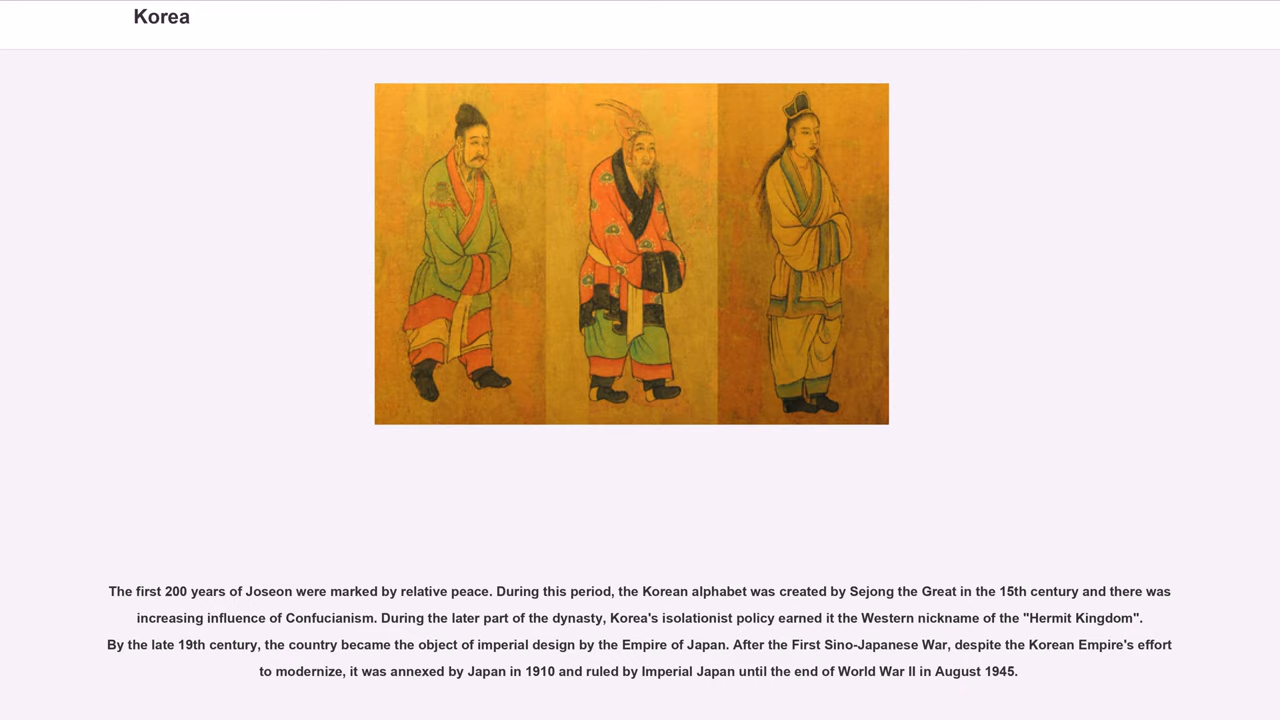 Korea
The first 200 years of Joseon were marked by relative peace. During this period, the Korean alphabet was created by Sejong the Great in the 15th century and there was
increasing influence of Confucianism. During the later part of the dynasty, Korea's isolationist policy earned it the Western nickname of the "Hermit Kingdom".
By the late 19th century, the country became the object of imperial design by the Empire of Japan. After the First Sino-Japanese War, despite the Korean Empire's effort
to modernize, it was annexed by Japan in 1910 and ruled by Imperial Japan until the end of World War II in August 1945.